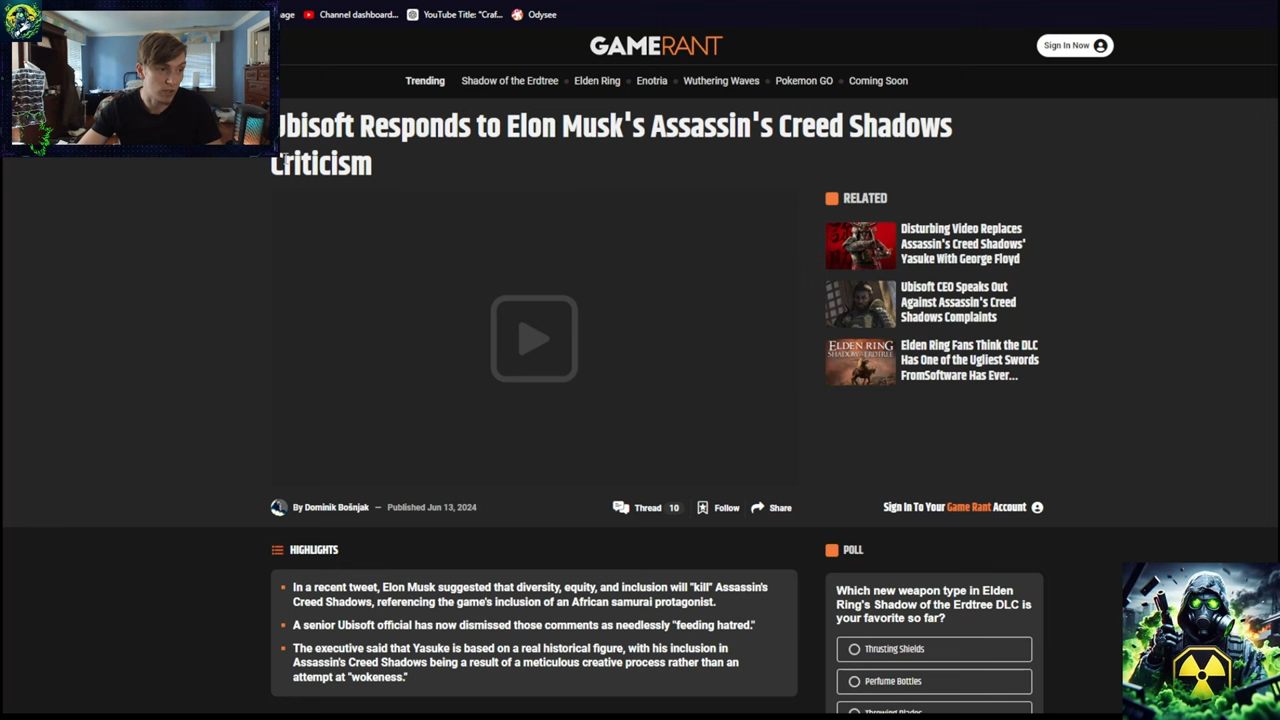 age
Channel dashboard...
YouTube Title: "Craf...
Odysee
GAMERANT
Sign In Now
Trending
Shadow of the Erdtree
Elden Ring
Enotria
Wuthering Waves
Pokemon GO
Coming Soon
Ubisoft Responds to Elon Musk's Assassin's Creed Shadows
Criticism
RELATED
Disturbing Video Replaces
Assassin's Creed Shadows'
Yasuke With George Floyd
Ubisoft CEO Speaks Out
Against Assassin's Creed
Shadows Complaints
ELDEN RING
SHADOW OF THE ERDTREE
Elden Ring Fans Think the DLC
Has One of the Ugliest Swords
FromSoftware Has Ever...
By Dominik Bošnjak — Published Jun 13, 2024
Thread 10
Follow
Share
Sign In To Your Game Rant Account
HIGHLIGHTS
In a recent tweet, Elon Musk suggested that diversity, equity, and inclusion will "kill" Assassin's
Creed Shadows, referencing the game's inclusion of an African samurai protagonist.
A senior Ubisoft official has now dismissed those comments as needlessly "feeding hatred."
The executive said that Yasuke is based on a real historical figure, with his inclusion in
Assassin's Creed Shadows being a result of a meticulous creative process rather than an
attempt at "wokeness."
POLL
Which new weapon type in Elden
Ring's Shadow of the Erdtree DLC is
your favorite so far?
Thrusting Shields
Perfume Bottles
Throwing Blades